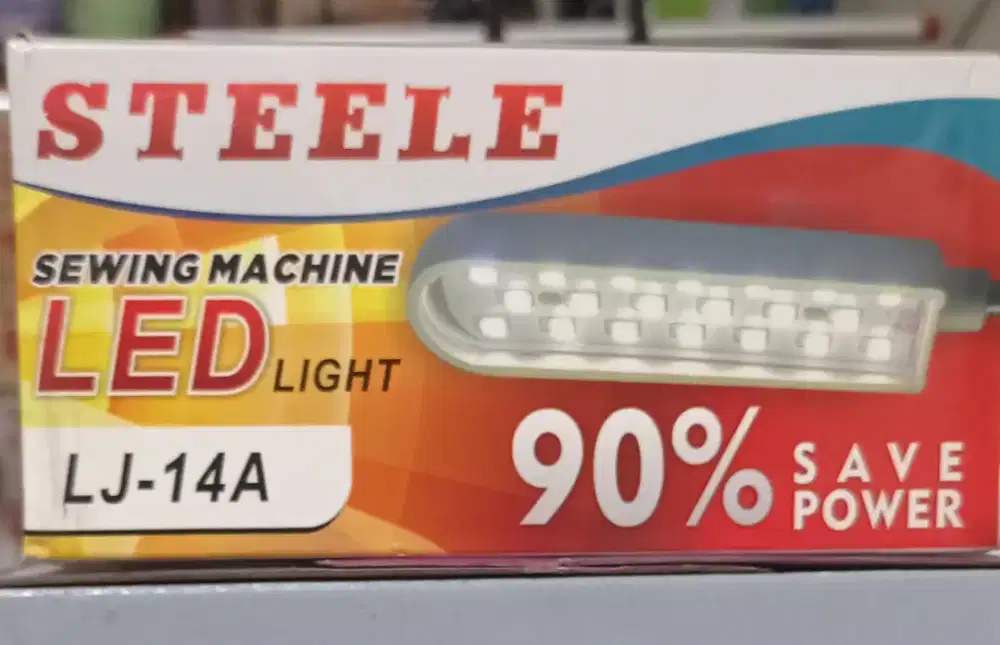 STEELE
SEWING MACHINE
LED LIGHT
LJ-14A
90% SAVE
POWER